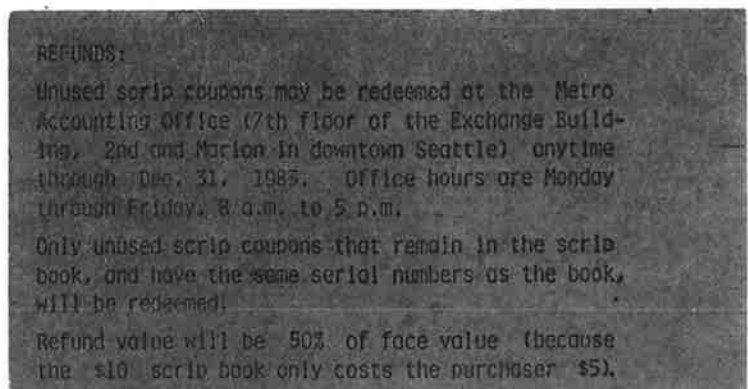 REFUNDS:
Unused scrip coupons may be redeemed at the Metro
Accounting Office (7th floor of the Exchange Build-
ing, 2nd and Marion in downtown Seattle) anytime
through Dec. 31, 1983. Office hours are Monday
through Friday, 8 a.m. to 5 p.m.
Only unused scrip coupons that remain in the scrip
book, and have the same serial numbers as the book,
will be redeemed.
Refund value will be 50% of face value (because
the $10 scrip book only costs the purchaser $5).